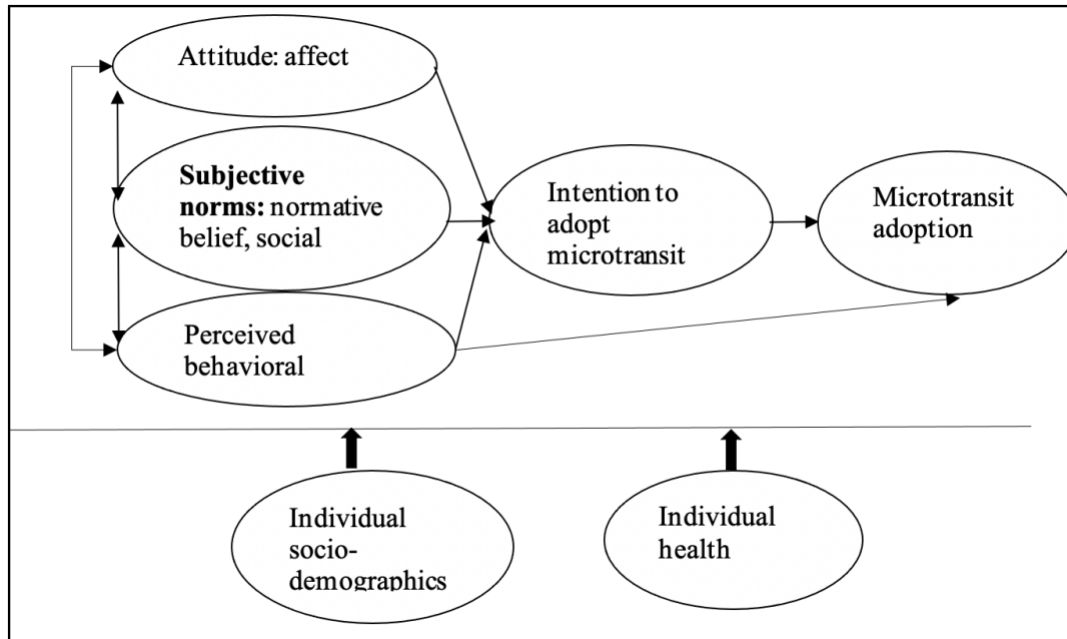 Attitude: affect
Subjective
norms: normative
belief, social
Perceived
behavioral
Intention to
adopt
microtransit
Microtransit
adoption
Individual
socio-
demographics
Individual
health